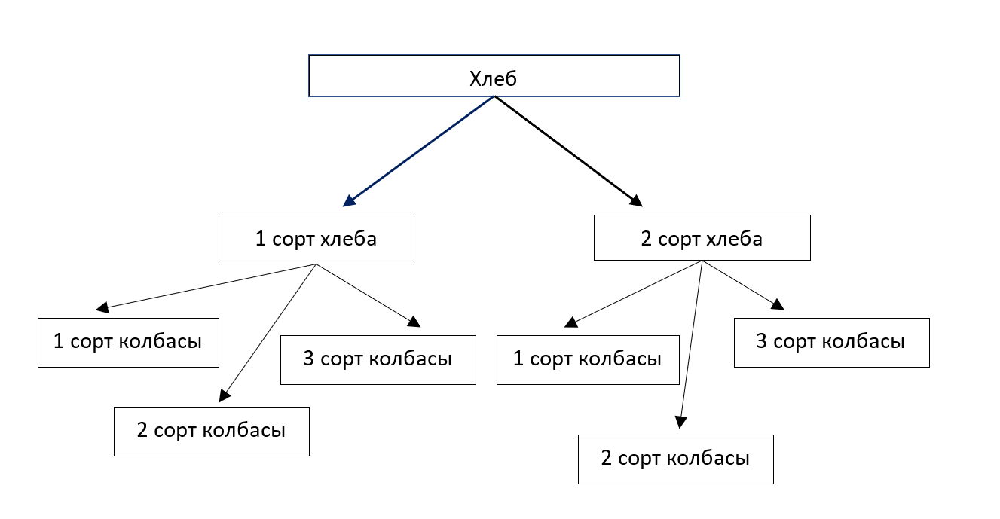 Хлеб
1 сорт хлеба
2 сорт хлеба
1 сорт колбасы
3 сорт колбасы
1 сорт колбасы
3 сорт колбасы
2 сорт колбасы
2 сорт колбасы